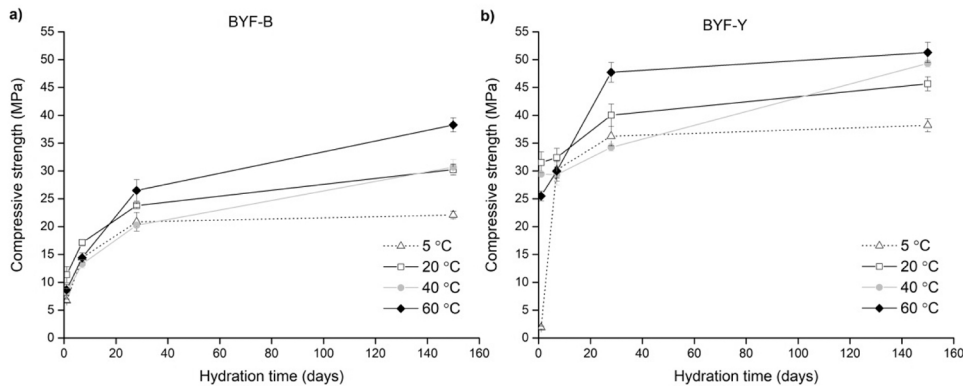 a)
BYF-B
Compressive strength (MPa)
55
50
45
40
35
30
25
20
15
10
5
0
0 20 40 60 80 100 120 140 160
Hydration time (days)
5 °C
20 °C
40 °C
60 °C
b)
BYF-Y
Compressive strength (MPa)
55
50
45
40
35
30
25
20
15
10
5
0
0 20 40 60 80 100 120 140 160
Hydration time (days)
5 °C
20 °C
40 °C
60 °C